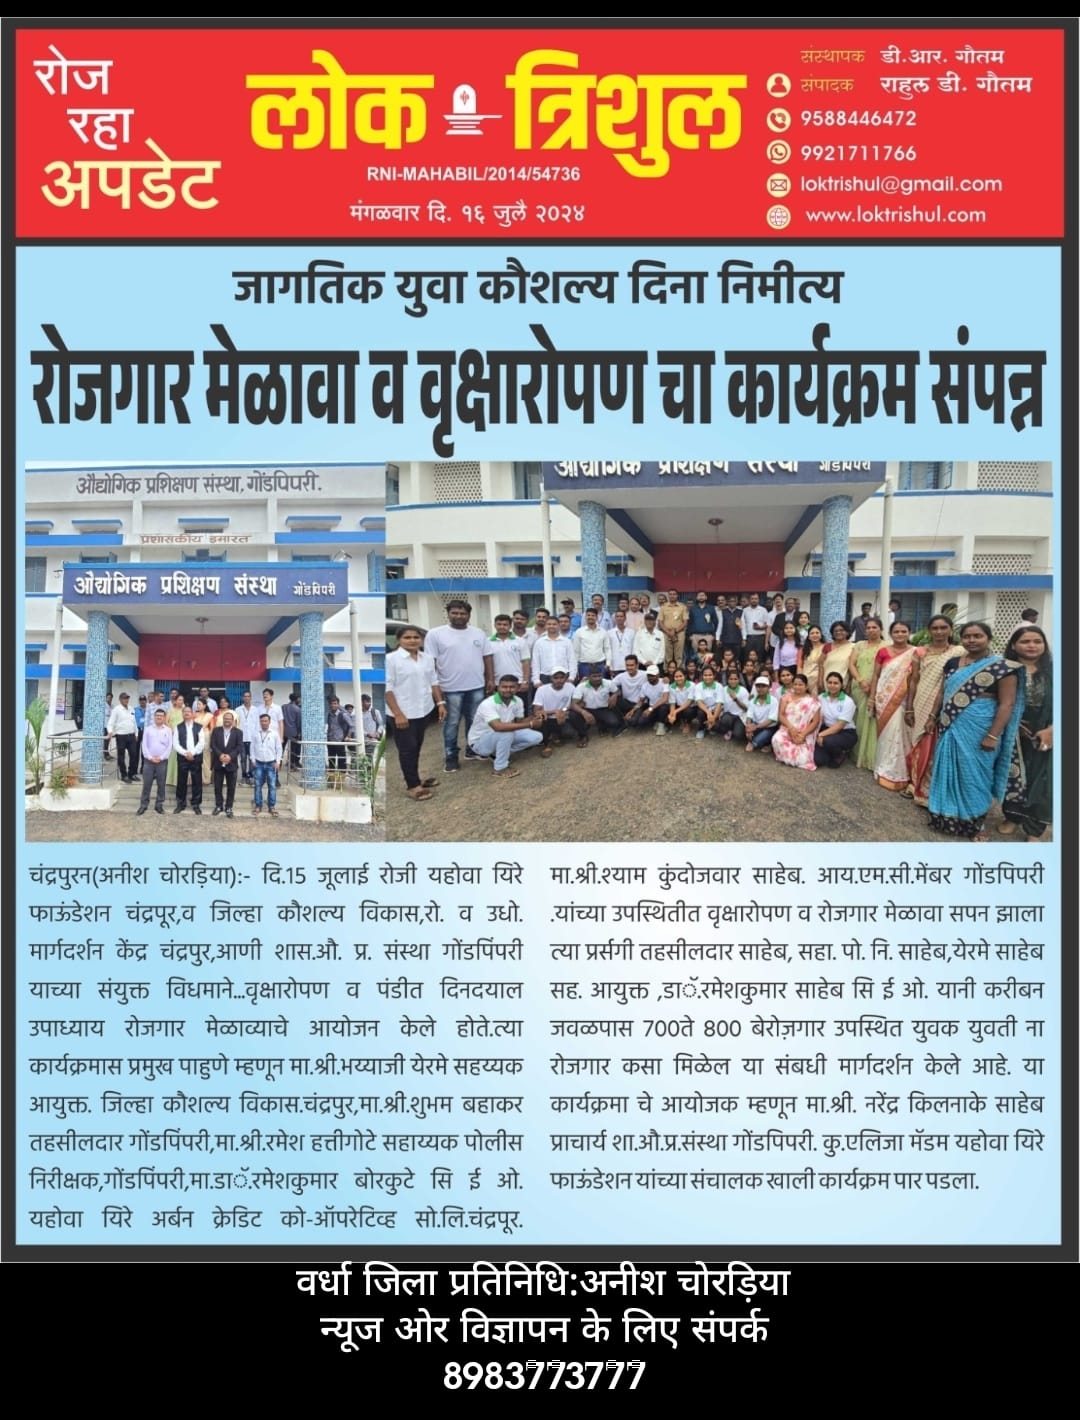 रोज
रहा
अपडेट
लोक त्रिशुल
RNI-MAHABIL/2014/54736
मंगळवार दि. १६ जुलै २०२४
संस्थापक डी.आर. गौतम
संपादक राहुल डी. गौतम
9588446472
9921711766
loktrishul@gmail.com
www.loktrishul.com
जागतिक युवा कौशल्य दिना निमीत्य
रोजगार मेळावा व वृक्षारोपण चा कार्यक्रम संपन्न
औद्योगिक प्रशिक्षण संस्था, गोंडपिपरी.
प्रशासकीय इमारत
औद्योगिक प्रशिक्षण संस्था गोंडपिपरी
औद्योगिक प्रशिक्षण संस्था गोंडपिपरी
चंद्रपुरन(अनीश चोरड़िया):- दि.15 जूलाई रोजी यहोवा यिरे
फाऊंडेशन चंद्रपूर,व जिल्हा कौशल्य विकास,रो. व उधो.
मार्गदर्शन केंद्र चंद्रपुर,आणी शास.औ. प्र. संस्था गोंडपिंपरी
याच्या संयुक्त विधमाने...वृक्षारोपण व पंडीत दिनदयाल
उपाध्याय रोजगार मेळाव्याचे आयोजन केले होते.त्या
कार्यक्रमास प्रमुख पाहुणे म्हणून मा.श्री.भय्याजी येरमे सहय्यक
आयुक्त. जिल्हा कौशल्य विकास.चंद्रपुर,मा.श्री.शुभम बहाकर
तहसीलदार गोंडपिंपरी,मा.श्री.रमेश हत्तीगोटे सहाय्यक पोलीस
निरीक्षक,गोंडपिंपरी,मा.डाॅ.रमेशकुमार बोरकुटे सि ई ओ.
यहोवा यिरे अर्बन क्रेडिट को-ऑपरेटिव्ह सो.लि.चंद्रपूर.
मा.श्री.श्याम कुंदोजवार साहेब. आय.एम.सी.मेंबर गोंडपिपरी
.यांच्या उपस्थितीत वृक्षारोपण व रोजगार मेळावा सपन झाला
त्या प्रर्सगी तहसीलदार साहेब, सहा. पो. नि. साहेब,येरमे साहेब
सह. आयुक्त ,डाॅ.रमेशकुमार साहेब सि ई ओ. यानी करीबन
जवळपास 700ते 800 बेरोज़गार उपस्थित युवक युवती ना
रोजगार कसा मिळेल या संबधी मार्गदर्शन केले आहे. या
कार्यक्रमा चे आयोजक म्हणून मा.श्री. नरेंद्र किलनाके साहेब
प्राचार्य शा.औ.प्र.संस्था गोंडपिपरी. कु.एलिजा मॅडम यहोवा यिरे
फाऊंडेशन यांच्या संचालक खाली कार्यक्रम पार पडला.
वर्धा जिला प्रतिनिधि:अनीश चोरड़िया
न्यूज ओर विज्ञापन के लिए संपर्क
8983773777